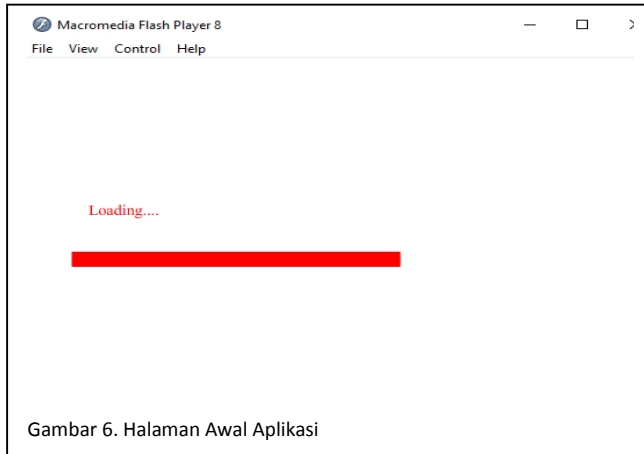 Macromedia Flash Player 8
File View Control Help
Loading....
Gambar 6. Halaman Awal Aplikasi